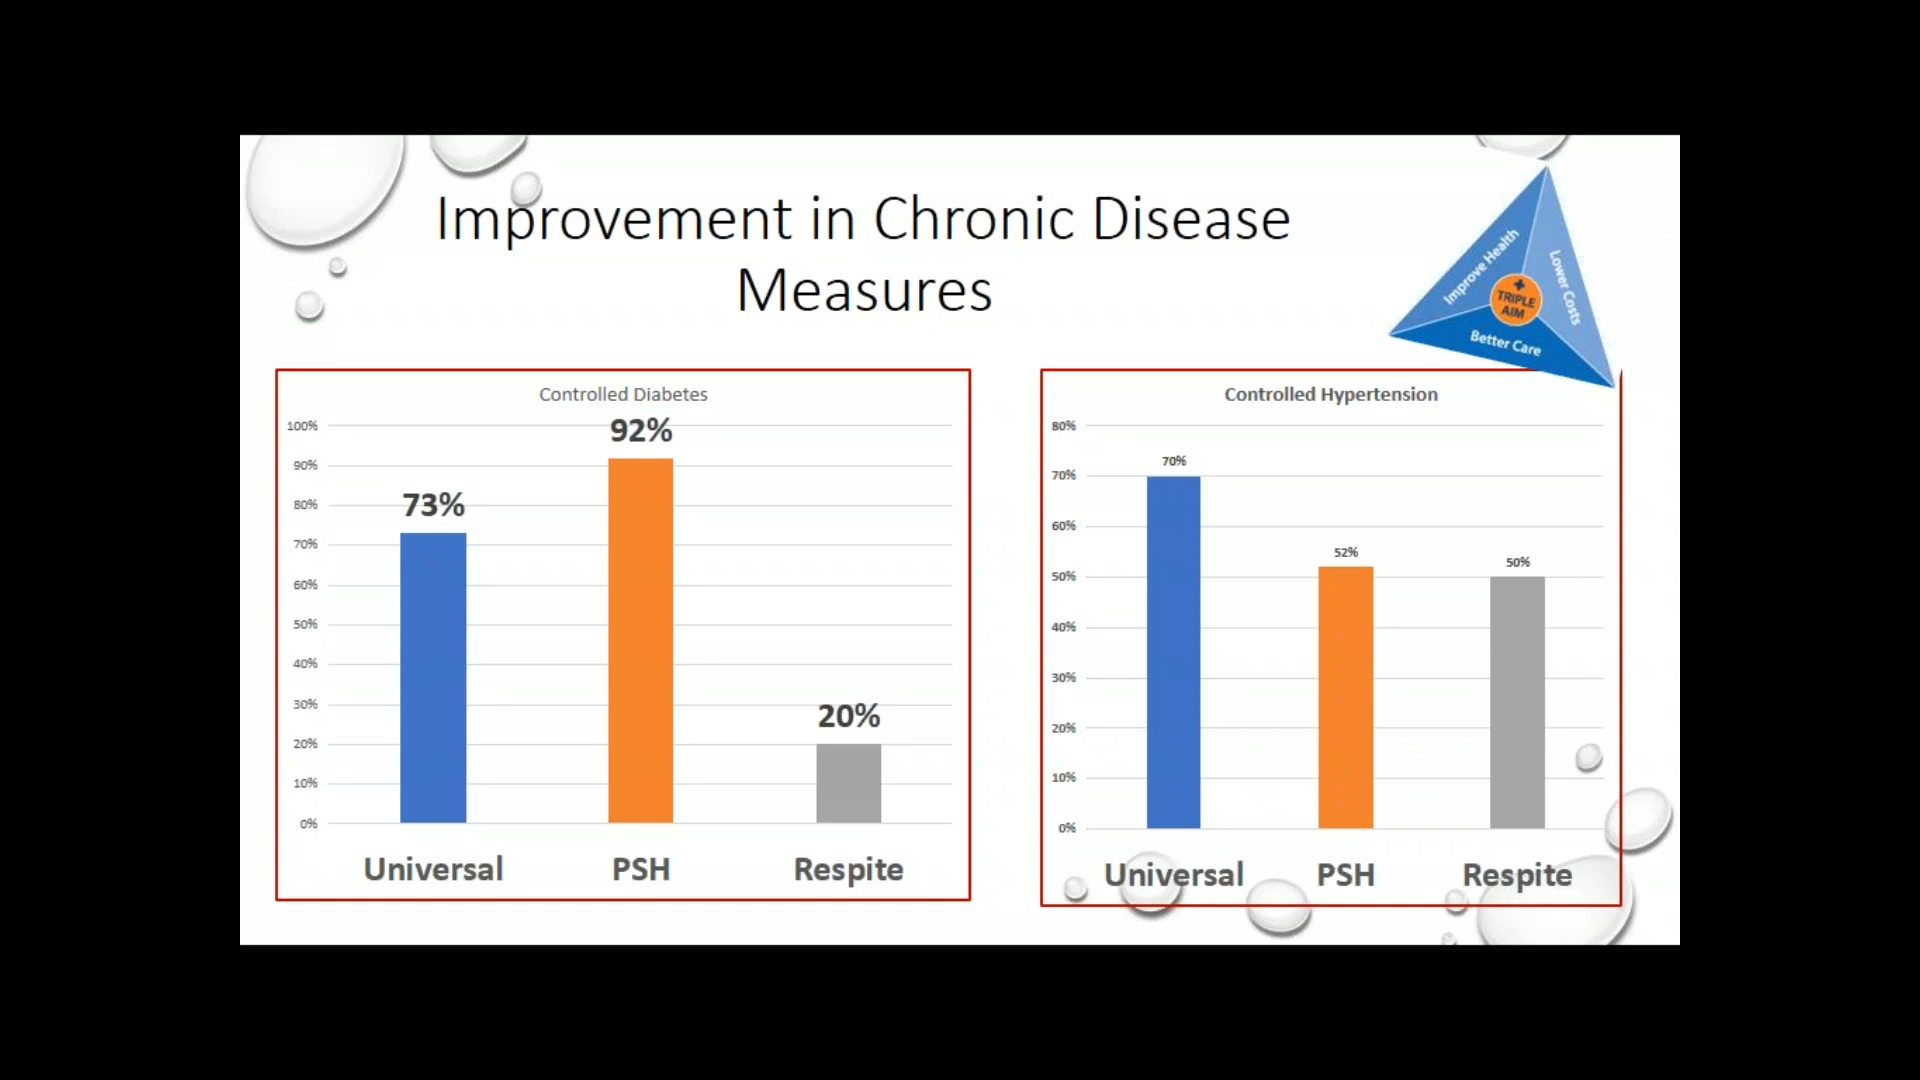 Improvement in Chronic Disease
Measures
Improve Health
Lower Costs
TRIPLE
AIM
Better Care
Controlled Diabetes
100%
90%
80%
70%
60%
50%
40%
30%
20%
10%
0%
73%
92%
20%
Universal PSH Respite
Controlled Hypertension
80%
70%
60%
50%
40%
30%
20%
10%
0%
70%
52%
50%
Universal PSH Respite